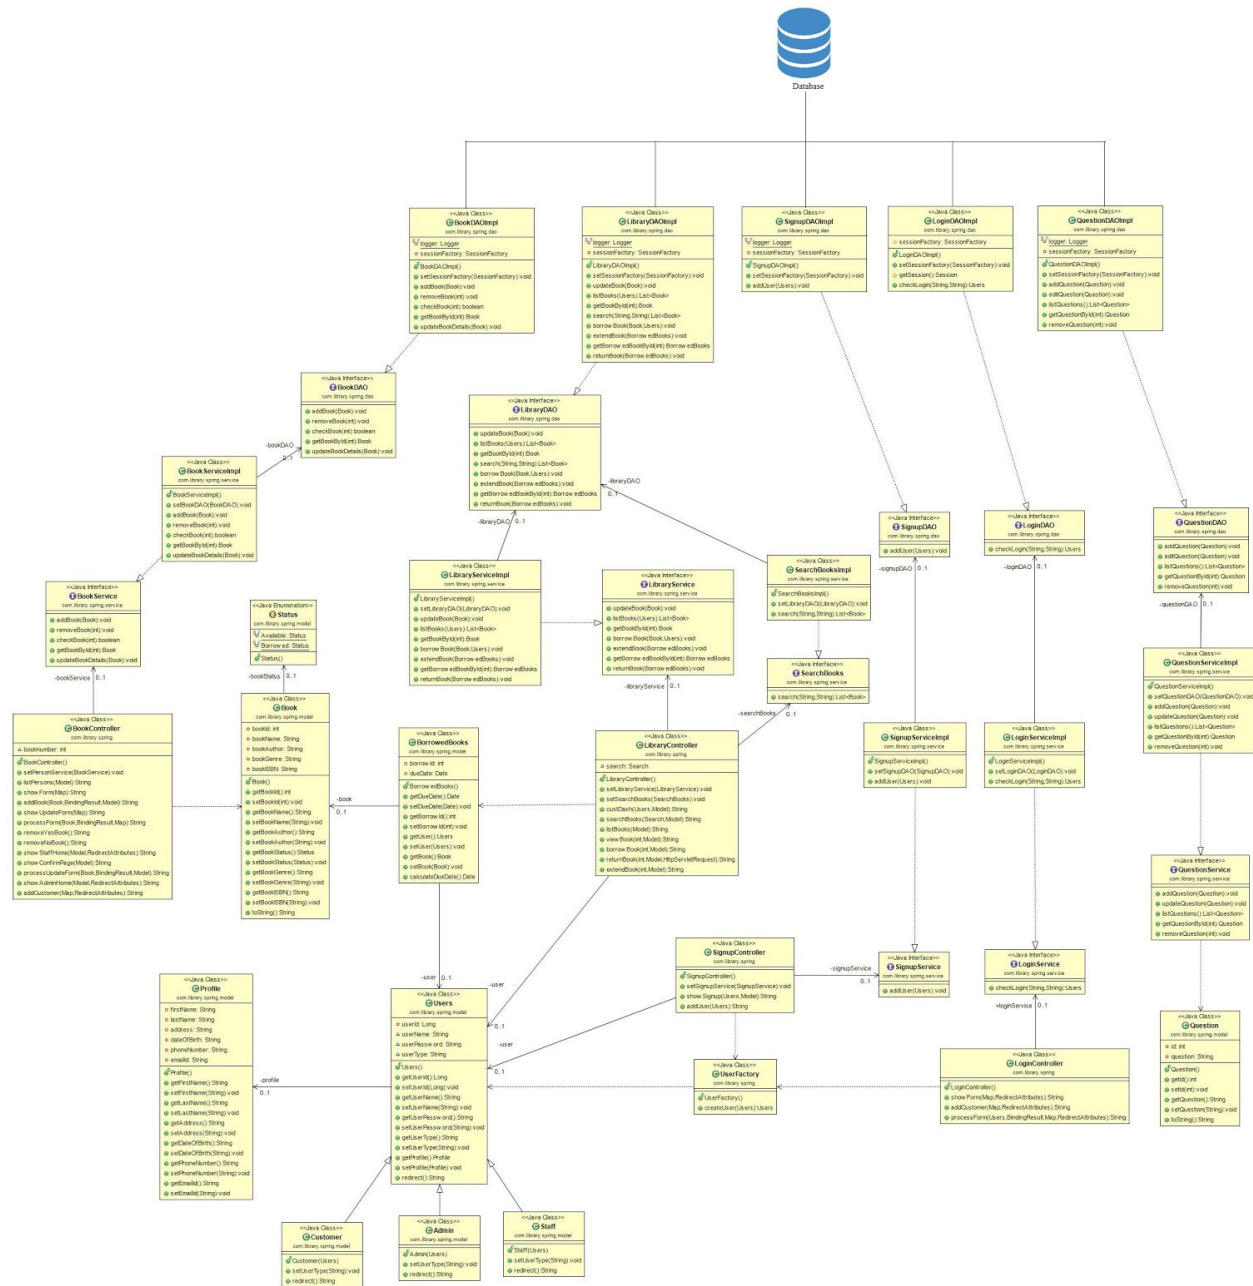 Database
<<Java Class>>
BookDAOImpl
com.library.spring.dao
logger: Logger
sessionFactory: SessionFactory
BookDAOImpl()
setSessionFactory(SessionFactory):void
addBook(Book):void
removeBook(int):void
checkBook(int):boolean
getBookById(int):Book
updateBookDetails(Book):void
<<Java Class>>
LibraryDAOImpl
com.library.spring.dao
logger: Logger
sessionFactory: SessionFactory
LibraryDAOImpl()
setSessionFactory(SessionFactory):void
updateBook(Book):void
listBooks(Users):List<Book>
getBookById(int):Book
search(String,String):List<Book>
borrowBook(Book,Users):void
extendBook(BorrowedBooks):void
getBorrowedBookById(int):BorrowedBooks
returnBook(BorrowedBooks):void
<<Java Class>>
SignupDAOImpl
com.library.spring.dao
logger: Logger
sessionFactory: SessionFactory
SignupDAOImpl()
setSessionFactory(SessionFactory):void
addUser(Users):void
<<Java Class>>
LoginDAOImpl
com.library.spring.dao
sessionFactory: SessionFactory
LoginDAOImpl()
setSessionFactory(SessionFactory):void
getSession():Session
checkLogin(String,String):Users
<<Java Class>>
QuestionDAOImpl
com.library.spring.dao
logger: Logger
sessionFactory: SessionFactory
QuestionDAOImpl()
setSessionFactory(SessionFactory):void
addQuestion(Question):void
editQuestion(Question):void
listQuestions():List<Question>
getQuestionById(int):Question
removeQuestion(int):void
<<Java Interface>>
BookDAO
com.library.spring.dao
addBook(Book):void
removeBook(int):void
checkBook(int):boolean
getBookById(int):Book
updateBookDetails(Book):void
-bookDAO
0..1
<<Java Interface>>
LibraryDAO
com.library.spring.dao
updateBook(Book):void
listBooks(Users):List<Book>
getBookById(int):Book
search(String,String):List<Book>
borrowBook(Book,Users):void
extendBook(BorrowedBooks):void
getBorrowedBookById(int):BorrowedBooks
returnBook(BorrowedBooks):void
-libraryDAO
0..1
-libraryDAO
0..1
<<Java Class>>
BookServiceImpl
com.library.spring.service
BookServiceImpl()
setBookDAO(BookDAO):void
addBook(Book):void
removeBook(int):void
checkBook(int):boolean
getBookById(int):Book
updateBookDetails(Book):void
<<Java Interface>>
SignupDAO
com.library.spring.dao
addUser(Users):void
-signupDAO
0..1
<<Java Interface>>
LoginDAO
com.library.spring.dao
checkLogin(String,String):Users
-loginDAO
0..1
<<Java Interface>>
QuestionDAO
com.library.spring.dao
addQuestion(Question):void
editQuestion(Question):void
listQuestions():List<Question>
getQuestionById(int):Question
removeQuestion(int):void
-questionDAO
0..1
<<Java Interface>>
BookService
com.library.spring.service
addBook(Book):void
removeBook(int):void
checkBook(int):boolean
getBookById(int):Book
updateBookDetails(Book):void
-bookService
0..1
<<Java Enumeration>>
Status
com.library.spring.model
Available: Status
Borrowed: Status
Status()
-bookStatus
0..1
<<Java Class>>
LibraryServiceImpl
com.library.spring.service
LibraryServiceImpl()
setLibraryDAO(LibraryDAO):void
updateBook(Book):void
listBooks(Users):List<Book>
getBookById(int):Book
borrowBook(Book,Users):void
extendBook(BorrowedBooks):void
getBorrowedBookById(int):BorrowedBooks
returnBook(BorrowedBooks):void
<<Java Interface>>
LibraryService
com.library.spring.service
updateBook(Book):void
listBooks(Users):List<Book>
getBookById(int):Book
borrowBook(Book,Users):void
extendBook(BorrowedBooks):void
getBorrowedBookById(int):BorrowedBooks
returnBook(BorrowedBooks):void
-libraryService
0..1
<<Java Class>>
SearchBooksImpl
com.library.spring.service
SearchBooksImpl()
setLibraryDAO(LibraryDAO):void
search(String,String):List<Book>
<<Java Interface>>
SearchBooks
com.library.spring.service
search(String,String):List<Book>
-searchBooks
0..1
<<Java Class>>
QuestionServiceImpl
com.library.spring.service
QuestionServiceImpl()
setQuestionDAO(QuestionDAO):void
addQuestion(Question):void
updateQuestion(Question):void
listQuestions():List<Question>
getQuestionById(int):Question
removeQuestion(int):void
<<Java Class>>
BookController
com.library.spring
booknumber: int
BookController()
setPersonService(BookService):void
listPersons(Model):String
showForm(Map):String
addBook(Book,BindingResult,Model):String
showUpdateForm(Map):String
processForm(Book,BindingResult,Map):String
removeYesBook():String
removeNoBook():String
showStaffHome(Model,RedirectAttributes):String
showConfirmPage(Model):String
processUpdateForm(Book,BindingResult,Model):String
showAdminHome(Model,RedirectAttributes):String
addCustomer(Map,RedirectAttributes):String
<<Java Class>>
Book
com.library.spring.model
bookId: int
bookName: String
bookAuthor: String
bookGenre: String
bookISBN: String
Book()
getBookId():int
setBookId(int):void
getBookName():String
setBookName(String):void
getBookAuthor():String
setBookAuthor(String):void
getBookStatus():Status
setBookStatus(Status):void
getBookGenre():String
setBookGenre(String):void
getBookISBN():String
setBookISBN(String):void
toString():String
-book
0..1
<<Java Class>>
BorrowedBooks
com.library.spring.model
borrowId: int
dueDate: Date
BorrowedBooks()
getDueDate():Date
setDueDate(Date):void
getBorrowId():int
setBorrowId(int):void
getUser():Users
setUser(Users):void
getBook():Book
setBook(Book):void
calculateDueDate():Date
<<Java Class>>
LibraryController
com.library.spring
search: Search
LibraryController()
setLibraryService(LibraryService):void
setSearchBooks(SearchBooks):void
custDash(Users,Model):String
searchBooks(Search,Model):String
listBooks(Model):String
viewBook(int,Model):String
borrowBook(int,Model):String
returnBook(int,Model,HttpServletRequest):String
extendBook(int,Model):String
<<Java Class>>
SignupServiceImpl
com.library.spring.service
SignupServiceImpl()
setSignupDAO(SignupDAO):void
addUser(Users):void
<<Java Class>>
LoginServiceImpl
com.library.spring.service
LoginServiceImpl()
setLoginDAO(LoginDAO):void
checkLogin(String,String):Users
<<Java Interface>>
QuestionService
com.library.spring.service
addQuestion(Question):void
updateQuestion(Question):void
listQuestions():List<Question>
getQuestionById(int):Question
removeQuestion(int):void
<<Java Class>>
SignupController
com.library.spring
SignupController()
setSignupService(SignupService):void
showSignup(Users,Model):String
addUser(Users):String
-signupService
0..1
<<Java Interface>>
SignupService
com.library.spring.service
addUser(Users):void
<<Java Interface>>
LoginService
com.library.spring.service
checkLogin(String,String):Users
~loginService
0..1
<<Java Class>>
Profile
com.library.spring.model
firstName: String
lastName: String
address: String
dateOfBirth: String
phoneNumber: String
emailId: String
Profile()
getFirstName():String
setFirstName(String):void
getLastName():String
setLastName(String):void
getAddress():String
setAddress(String):void
getDateOfBirth():String
setDateOfBirth(String):void
getPhoneNumber():String
setPhoneNumber(String):void
getEmailId():String
setEmailId(String):void
-profile
0..1
-user
0..1
-user
0..1
-user
0..1
<<Java Class>>
Users
com.library.spring.model
userId: Long
userName: String
userPassword: String
userType: String
Users()
getUserId():Long
setUserId(Long):void
getUserName():String
setUserName(String):void
getUserPassword():String
setUserPassword(String):void
getUserType():String
setUserType(String):void
getProfile():Profile
setProfile(Profile):void
redirect():String
<<Java Class>>
UserFactory
com.library.spring
UserFactory()
createUser(Users):Users
<<Java Class>>
LoginController
com.library.spring
LoginController()
showForm(Map,RedirectAttributes):String
addCustomer(Map,RedirectAttributes):String
processForm(Users,BindingResult,Map,RedirectAttributes):String
<<Java Class>>
Question
com.library.spring.model
id: int
question: String
Question()
getId():int
setId(int):void
getQuestion():String
setQuestion(String):void
toString():String
<<Java Class>>
Customer
com.library.spring.model
Customer(Users)
setUserType(String):void
redirect():String
<<Java Class>>
Admin
com.library.spring.model
Admin(Users)
setUserType(String):void
redirect():String
<<Java Class>>
Staff
com.library.spring.model
Staff(Users)
setUserType(String):void
redirect():String